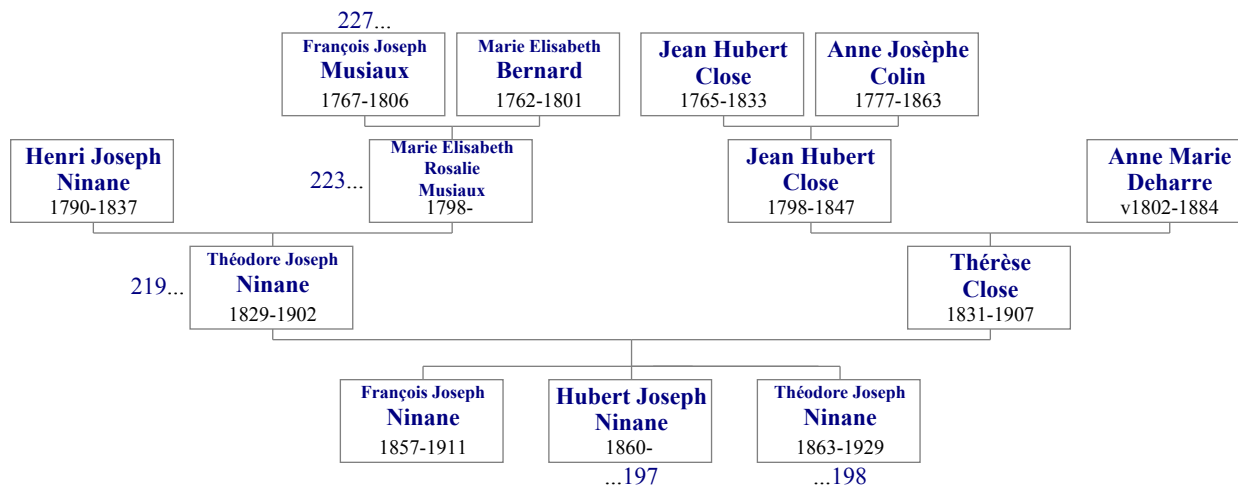 227...
François Joseph
Musiaux
1767-1806
Marie Elisabeth
Bernard
1762-1801
Jean Hubert
Close
1765-1833
Anne Josèphe
Colin
1777-1863
Henri Joseph
Ninane
1790-1837
223...
Marie Elisabeth
Rosalie
Musiaux
1798-
Jean Hubert
Close
1798-1847
Anne Marie
Deharre
v1802-1884
219...
Théodore Joseph
Ninane
1829-1902
Thérèse
Close
1831-1907
François Joseph
Ninane
1857-1911
Hubert Joseph
Ninane
1860-
...197
Théodore Joseph
Ninane
1863-1929
...198